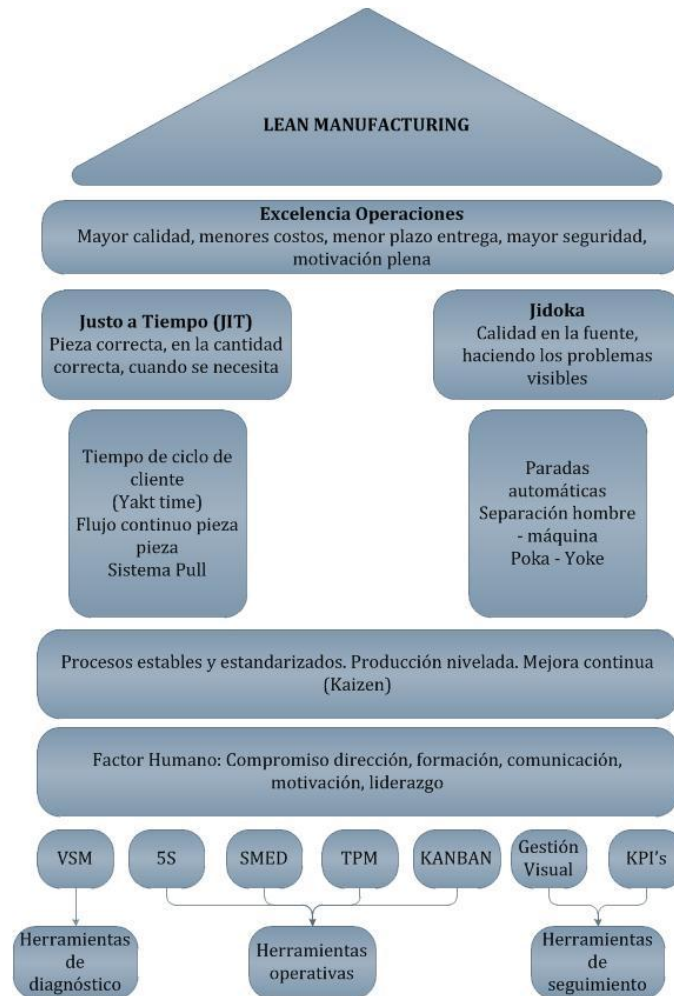 LEAN MANUFACTURING
Excelencia Operaciones
Mayor calidad, menores costos, menor plazo entrega, mayor seguridad,
motivación plena
Justo a Tiempo (JIT)
Pieza correcta, en la cantidad
correcta, cuando se necesita
Jidoka
Calidad en la fuente,
haciendo los problemas
visibles
Tiempo de ciclo de
cliente
(Yakt time)
Flujo continuo pieza
pieza
Sistema Pull
Paradas
automáticas
Separación hombre
- máquina
Poka - Yoke
Procesos estables y estandarizados. Producción nivelada. Mejora continua
(Kaizen)
Factor Humano: Compromiso dirección, formación, comunicación,
motivación, liderazgo
VSM
5S
SMED
TPM
KANBAN
Gestión
Visual
KPI's
Herramientas
de
diagnóstico
Herramientas
operativas
Herramientas
de
seguimiento